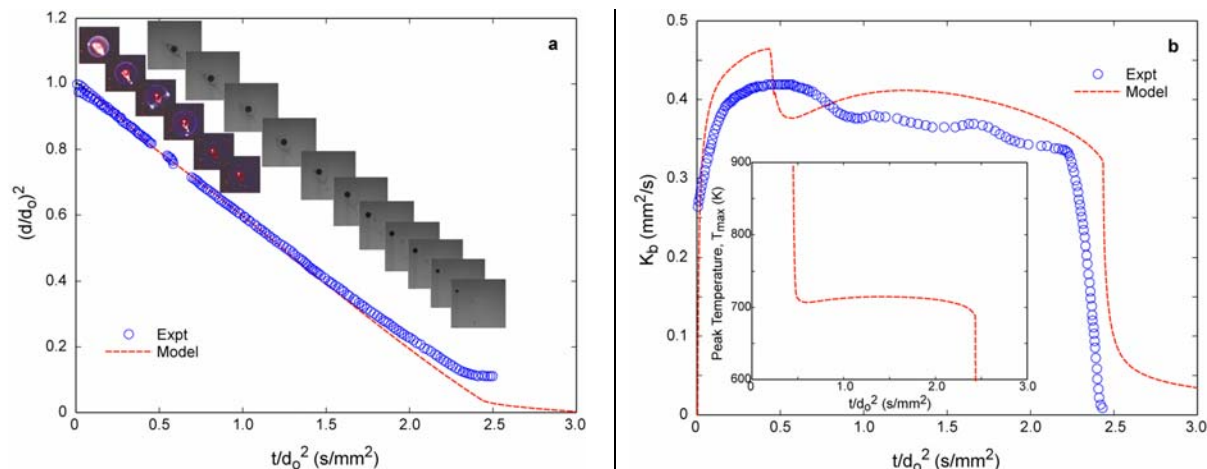 a
1.2
1.0
0.8
0.6
0.4
0.2
0
(d/dₒ)²
Expt
Model
0 0.5 1.0 1.5 2.0 2.5 3.0
t/dₒ² (s/mm²)
b
0.5
0.4
0.3
0.2
0.1
0
K_b (mm²/s)
Expt
Model
900
800
700
600
Peak Temperature, T_max (K)
0 1.0 2.0 3.0
t/dₒ² (s/mm²)
0 0.5 1.0 1.5 2.0 2.5 3.0
t/dₒ² (s/mm²)